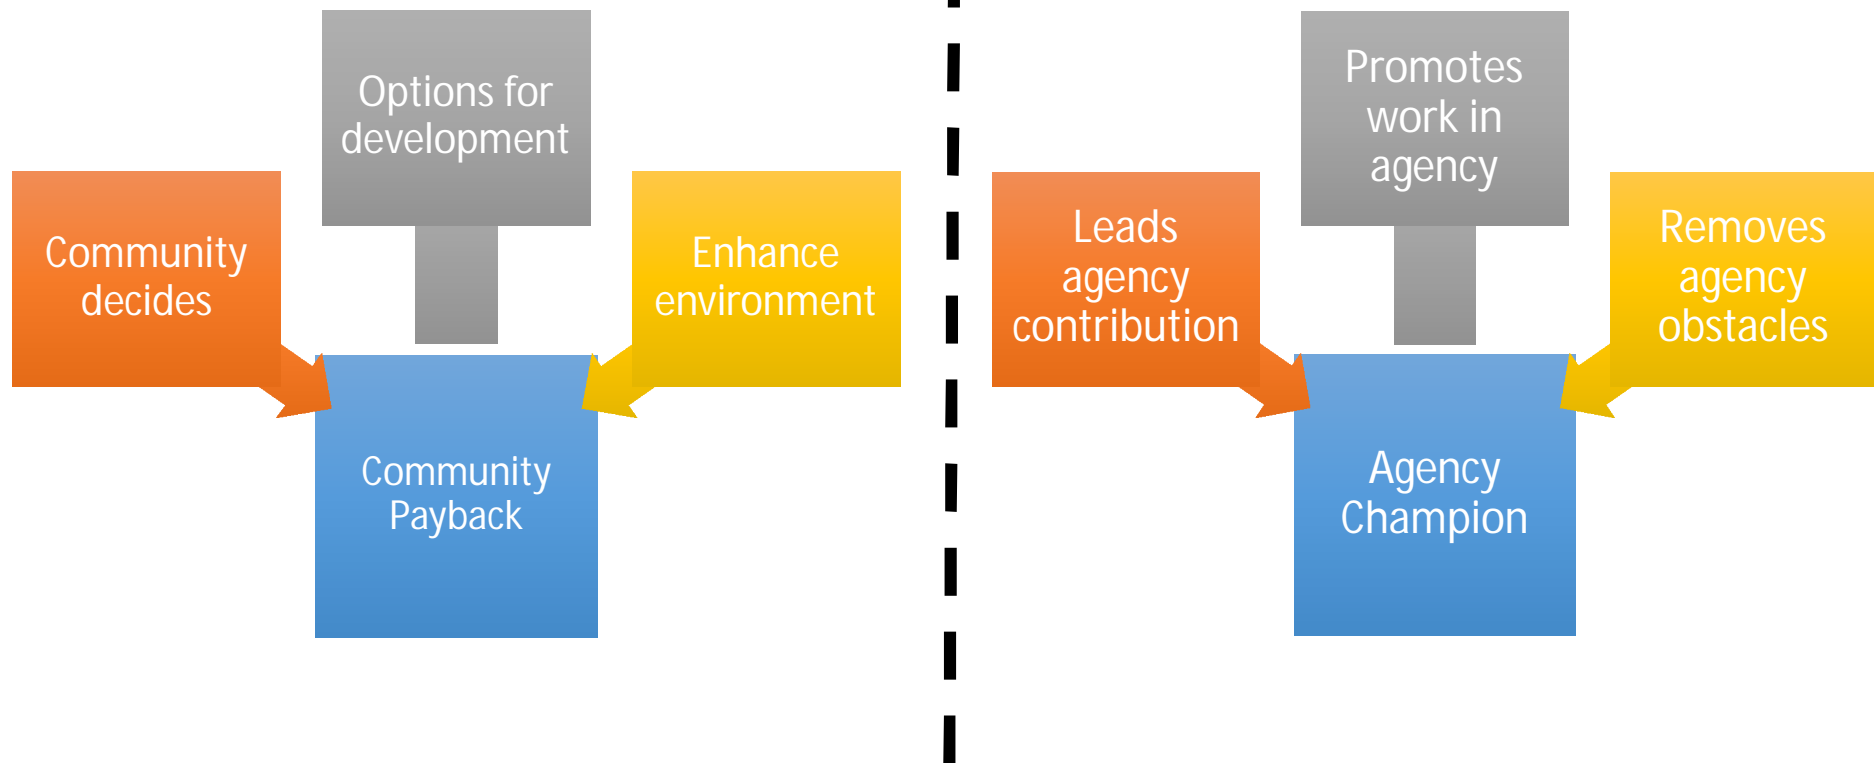 Options for
development
Community
decides
Enhance
environment
Community
Payback
Promotes
work in
agency
Leads
agency
contribution
Removes
agency
obstacles
Agency
Champion